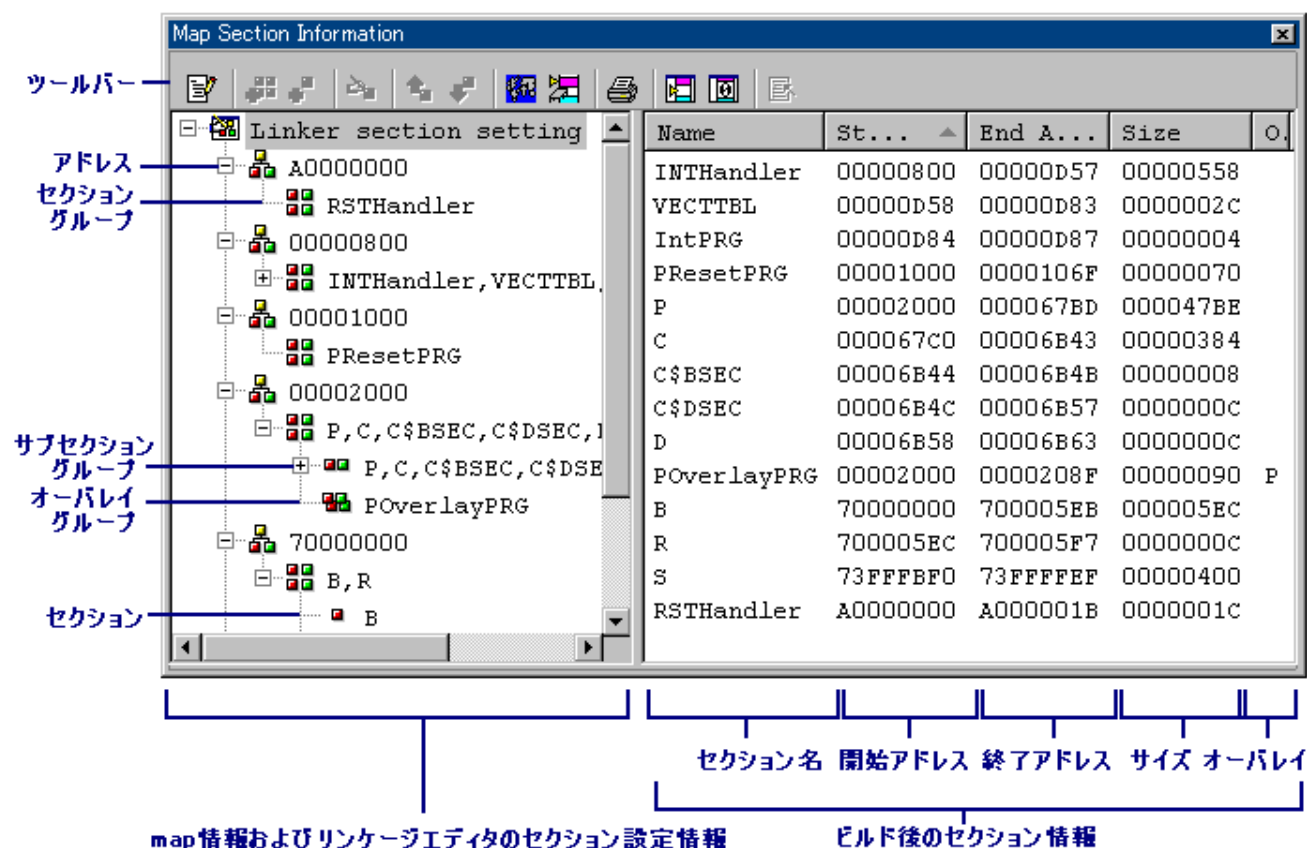 Map Section Information
ツールバー
Linker section setting
アドレス
A0000000
セクション
グループ
RSTHandler
00000800
INTHandler,VECTTBL,
00001000
PResetPRG
00002000
P,C,C$BSEC,C$DSEC,
サブセクション
グループ
P,C,C$BSEC,C$DSE
オーバレイ
グループ
POverlayPRG
70000000
B,R
セクション
B
Name St... End A... Size O.
INTHandler 00000800 00000D57 00000558
VECTTBL 00000D58 00000D83 0000002C
IntPRG 00000D84 00000D87 00000004
PResetPRG 00001000 0000106F 00000070
P 00002000 000067BD 000047BE
C 000067C0 00006B43 00000384
C$BSEC 00006B44 00006B4B 00000008
C$DSEC 00006B4C 00006B57 0000000C
D 00006B58 00006B63 0000000C
POverlayPRG 00002000 0000208F 00000090 P
B 70000000 700005EB 000005EC
R 700005EC 700005F7 0000000C
S 73FFFBF0 73FFFFEF 00000400
RSTHandler A0000000 A000001B 0000001C
セクション名 開始アドレス 終了アドレス サイズ オーバレイ
map情報およびリンケージエディタのセクション設定情報
ビルド後のセクション情報